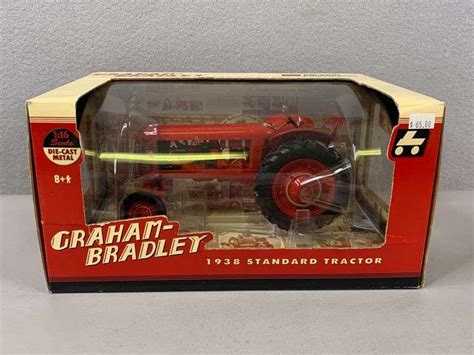 1:16
Scale
DIE-CAST
METAL
$ 65.00
8+
GRAHAM-
BRADLEY
1938 STANDARD TRACTOR